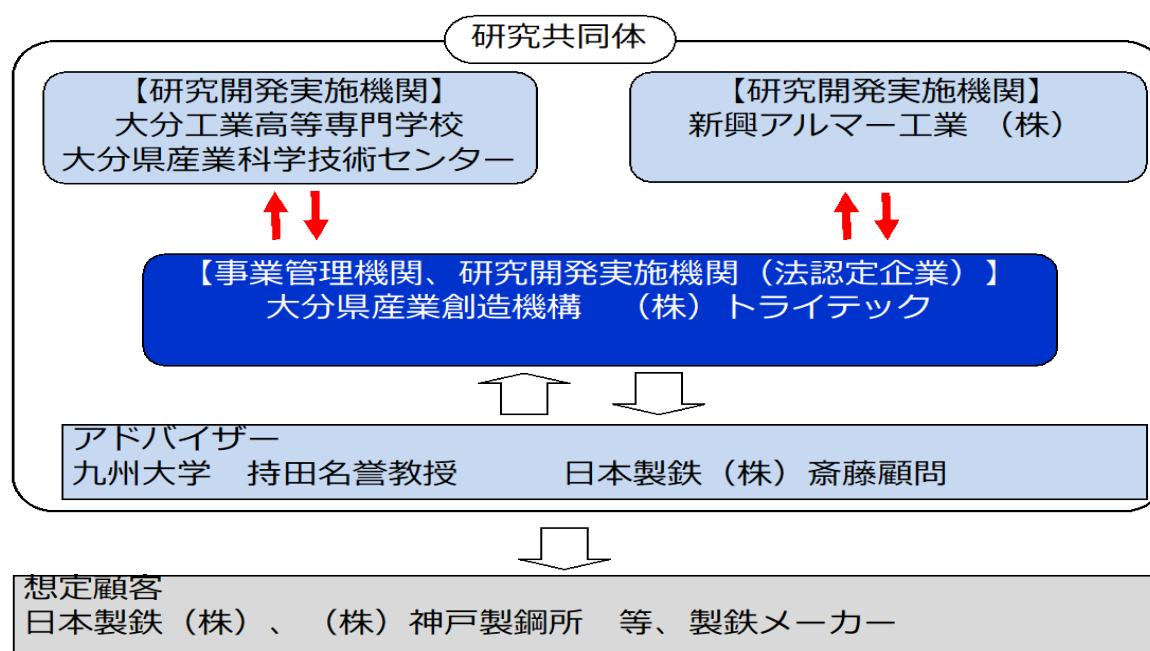 研究共同体
【研究開発実施機関】
大分工業高等専門学校
大分県産業科学技術センター
【研究開発実施機関】
新興アルマー工業 （株）
【事業管理機関、研究開発実施機関（法認定企業）】
大分県産業創造機構　（株）トライテック
アドバイザー
九州大学　持田名誉教授　　　日本製鉄（株）斎藤顧問
想定顧客
日本製鉄（株）、（株）神戸製鋼所　等、製鉄メーカー